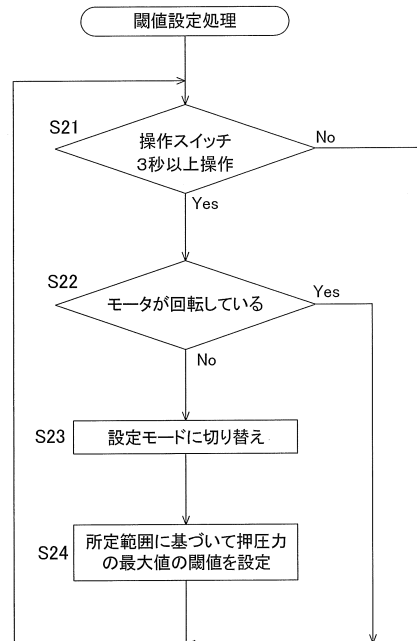 閾値設定処理
S21
操作スイッチ
3秒以上操作
No
Yes
S22
モータが回転している
Yes
No
S23
設定モードに切り替え
S24
所定範囲に基づいて押圧力
の最大値の閾値を設定